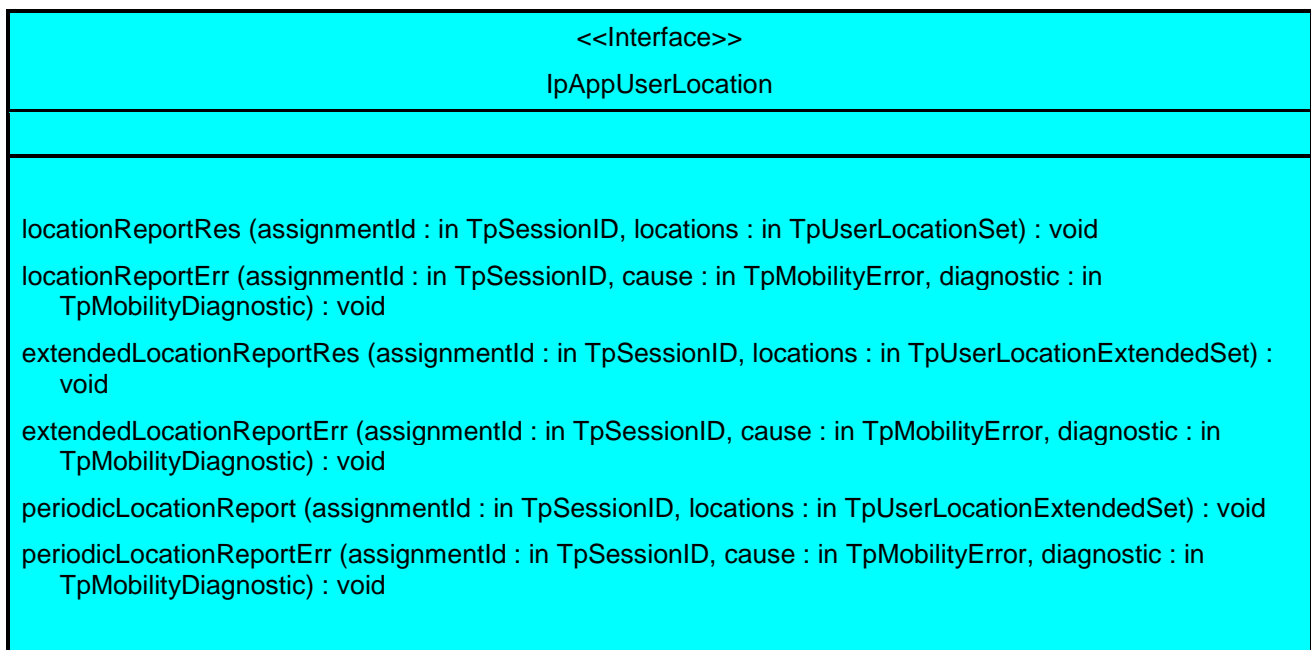 <<Interface>>
IpAppUserLocation
locationReportRes (assignmentId : in TpSessionID, locations : in TpUserLocationSet) : void
locationReportErr (assignmentId : in TpSessionID, cause : in TpMobilityError, diagnostic : in
TpMobilityDiagnostic) : void
extendedLocationReportRes (assignmentId : in TpSessionID, locations : in TpUserLocationExtendedSet) :
void
extendedLocationReportErr (assignmentId : in TpSessionID, cause : in TpMobilityError, diagnostic : in
TpMobilityDiagnostic) : void
periodicLocationReport (assignmentId : in TpSessionID, locations : in TpUserLocationExtendedSet) : void
periodicLocationReportErr (assignmentId : in TpSessionID, cause : in TpMobilityError, diagnostic : in
TpMobilityDiagnostic) : void